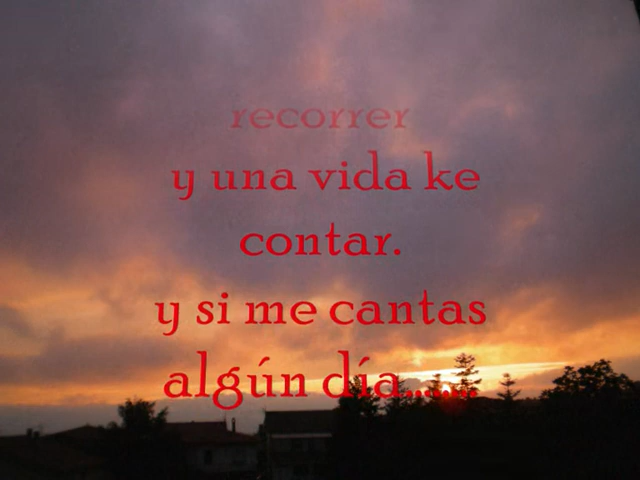 recorrer
y una vida ke
contar.
y si me cantas
algún día......